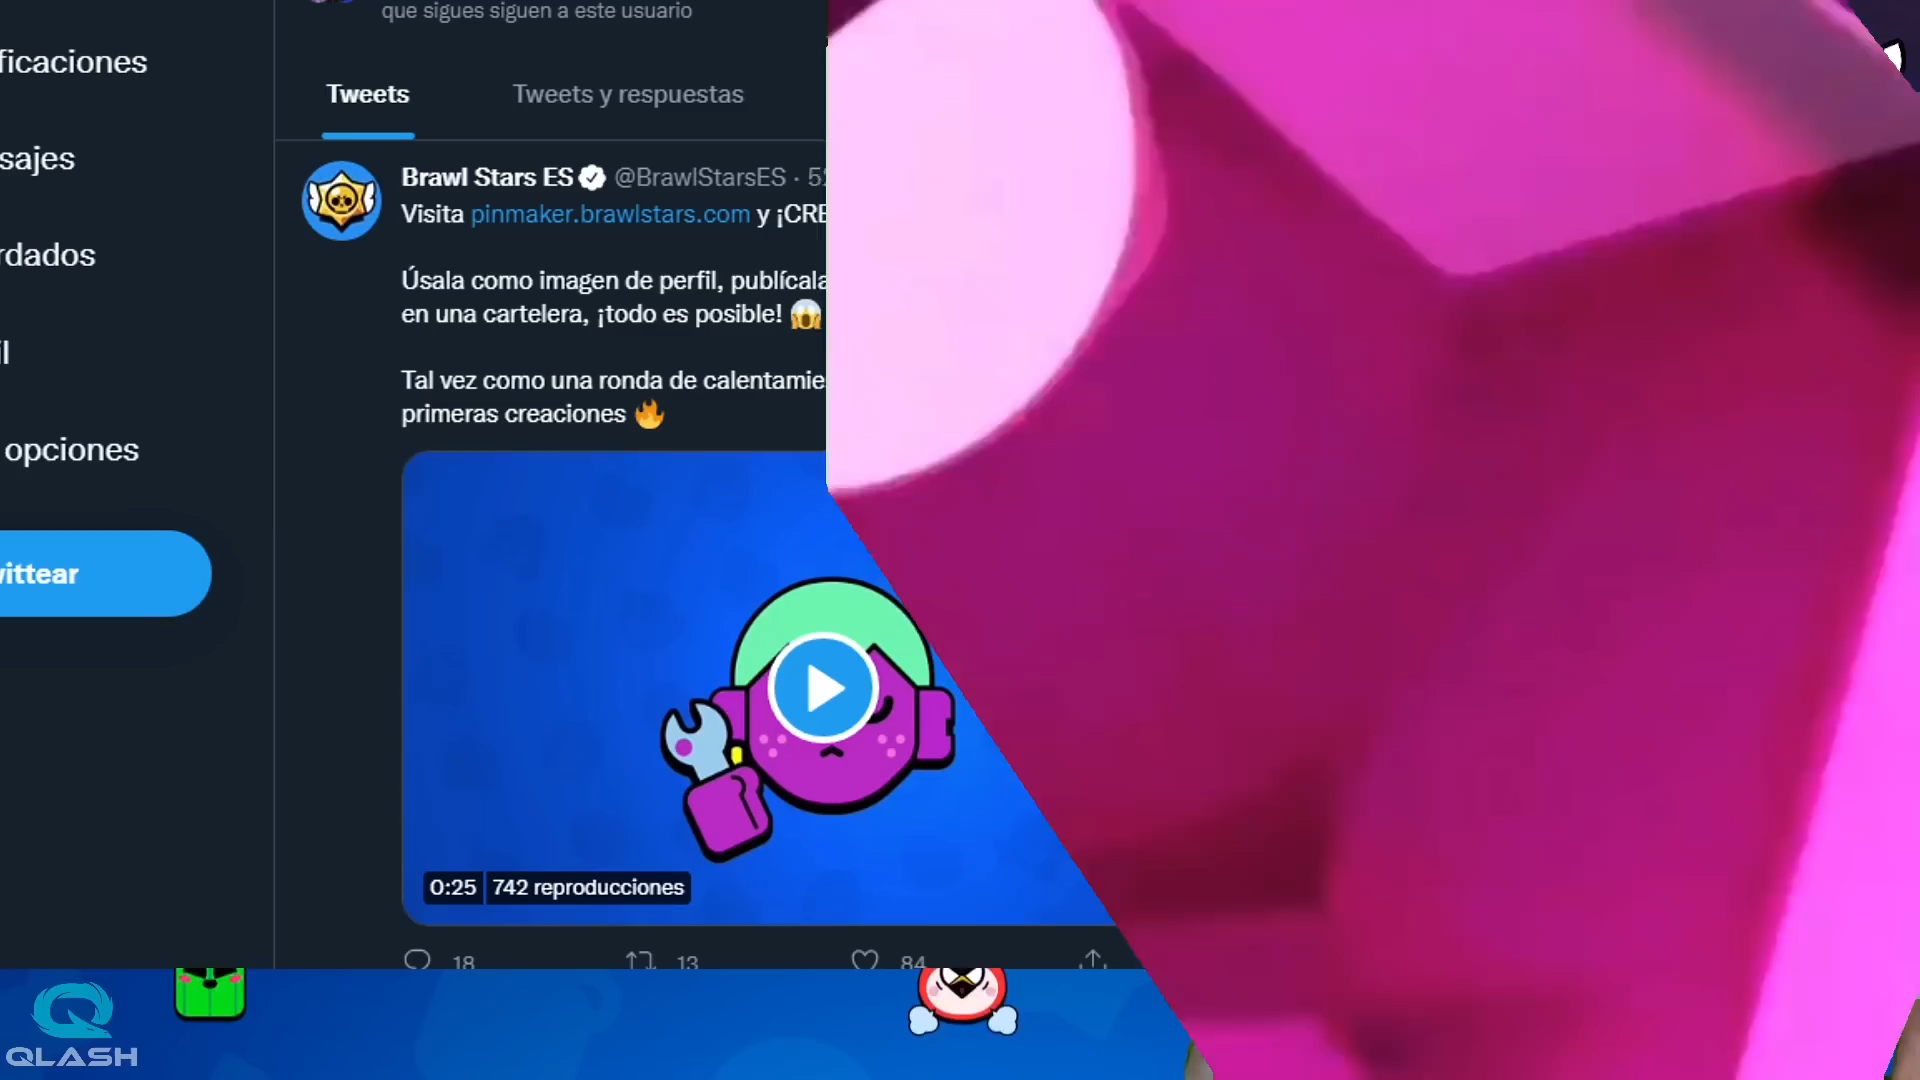 que sigues siguen a este usuario
ficaciones
Tweets
Tweets y respuestas
sajes
Brawl Stars ES @BrawlStarsES · 5
Visita pinmaker.brawlstars.com y ¡CRE
rdados
Úsala como imagen de perfil, publícala
en una cartelera, ¡todo es posible! 😱
Tal vez como una ronda de calentamie
primeras creaciones 🔥
opciones
vittear
0:25 742 reproducciones
18 13 84
QLASH